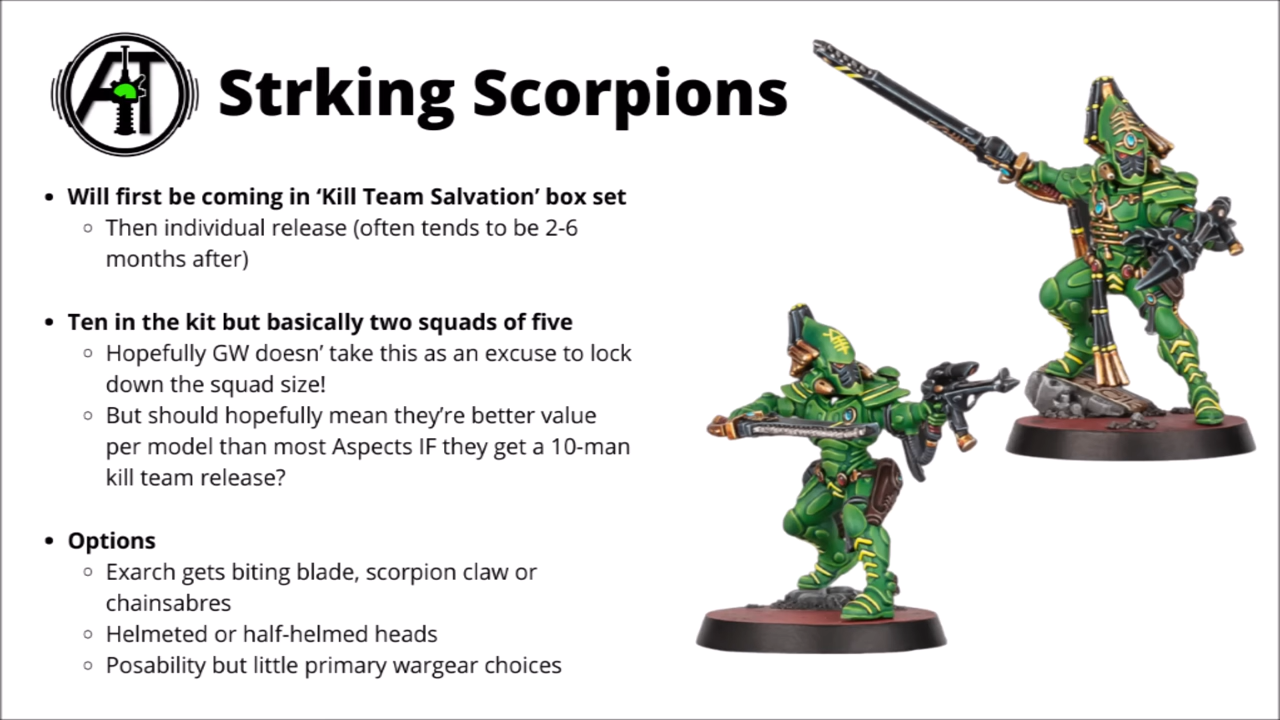 AT
Strking Scorpions
• Will first be coming in ‘Kill Team Salvation’ box set
◦ Then individual release (often tends to be 2-6
months after)
• Ten in the kit but basically two squads of five
◦ Hopefully GW doesn’ take this as an excuse to lock
down the squad size!
◦ But should hopefully mean they’re better value
per model than most Aspects IF they get a 10-man
kill team release?
• Options
◦ Exarch gets biting blade, scorpion claw or
chainsabres
◦ Helmeted or half-helmed heads
◦ Posability but little primary wargear choices